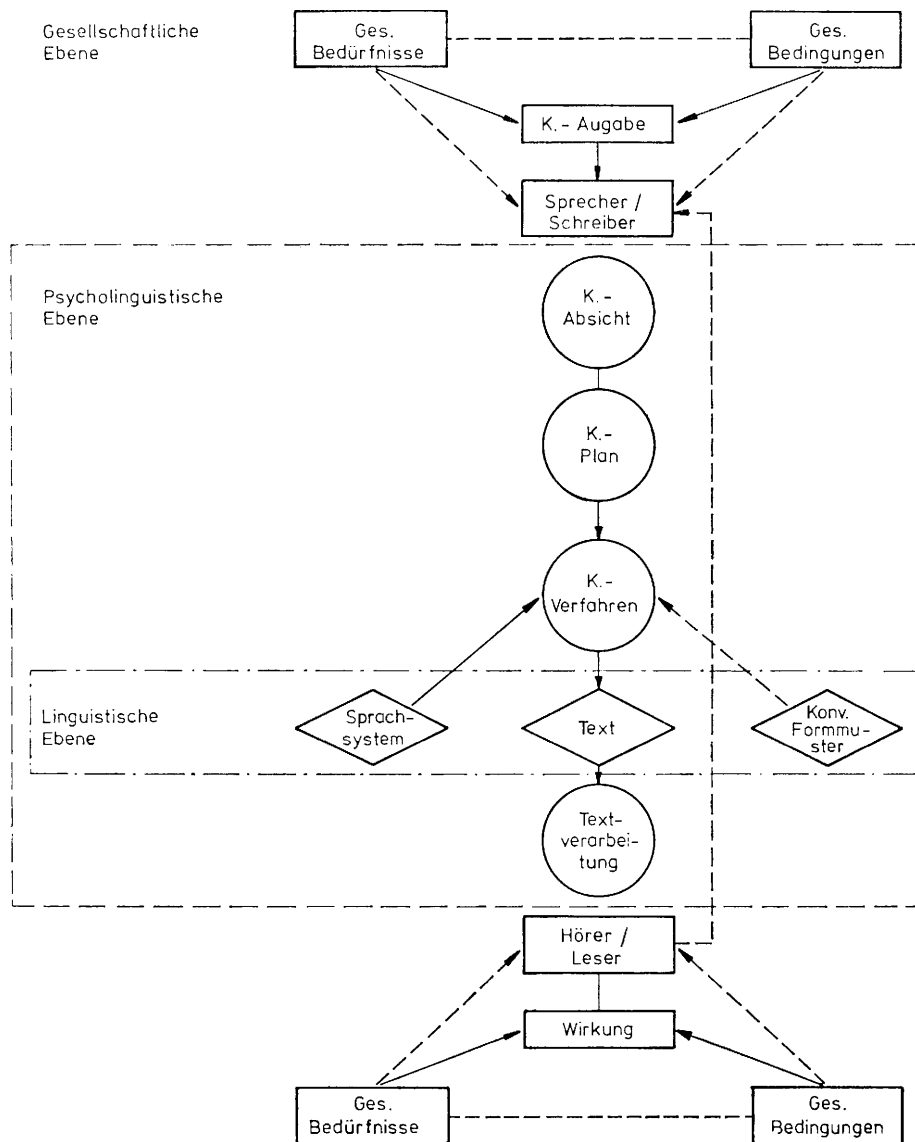 Gesellschaftliche
Ebene
Ges.
Bedürfnisse
Ges.
Bedingungen
K.- Augabe
Sprecher /
Schreiber
Psycholinguistische
Ebene
K.-
Absicht
K.-
Plan
K.-
Verfahren
Linguistische
Ebene
Sprach-
system
Text
Konv.
Formmu-
ster
Text-
verarbei-
tung
Hörer /
Leser
Wirkung
Ges.
Bedürfnisse
Ges.
Bedingungen